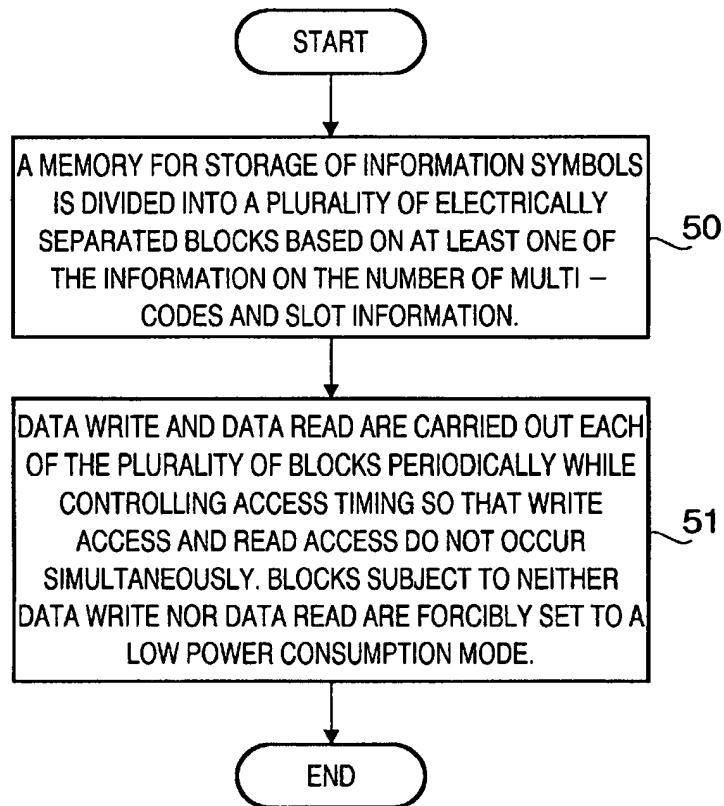 START
A MEMORY FOR STORAGE OF INFORMATION SYMBOLS
IS DIVIDED INTO A PLURALITY OF ELECTRICALLY
SEPARATED BLOCKS BASED ON AT LEAST ONE OF
THE INFORMATION ON THE NUMBER OF MULTI –
CODES AND SLOT INFORMATION.
50
DATA WRITE AND DATA READ ARE CARRIED OUT EACH
OF THE PLURALITY OF BLOCKS PERIODICALLY WHILE
CONTROLLING ACCESS TIMING SO THAT WRITE
ACCESS AND READ ACCESS DO NOT OCCUR
SIMULTANEOUSLY. BLOCKS SUBJECT TO NEITHER
DATA WRITE NOR DATA READ ARE FORCIBLY SET TO A
LOW POWER CONSUMPTION MODE.
51
END